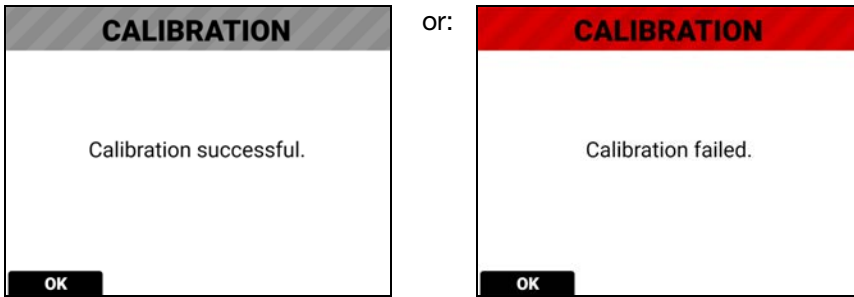 CALIBRATION
Calibration successful.
OK
or:
CALIBRATION
Calibration failed.
OK